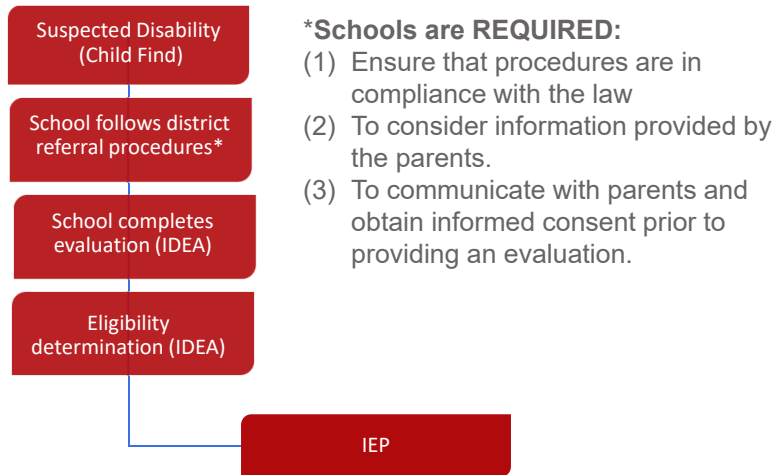 Suspected Disability
(Child Find)
School follows district
referral procedures*
School completes
evaluation (IDEA)
Eligibility
determination (IDEA)
IEP
*Schools are REQUIRED:
(1) Ensure that procedures are in
compliance with the law
(2) To consider information provided by
the parents.
(3) To communicate with parents and
obtain informed consent prior to
providing an evaluation.